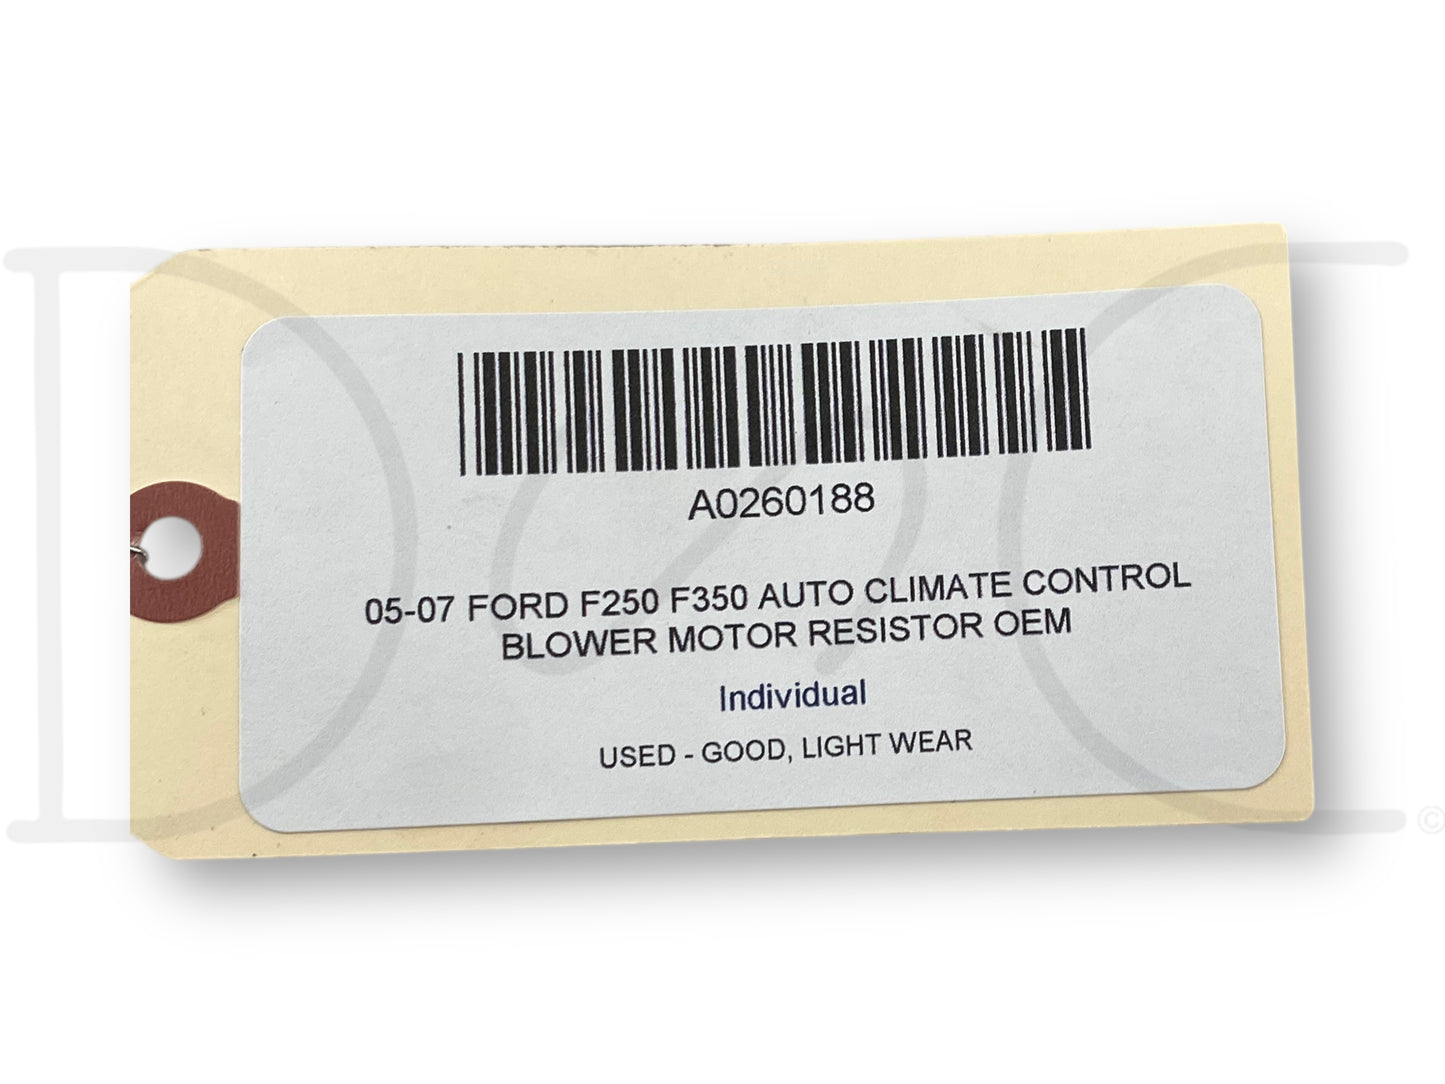 A0260188
05-07 FORD F250 F350 AUTO CLIMATE CONTROL
BLOWER MOTOR RESISTOR OEM
Individual
USED - GOOD, LIGHT WEAR
©